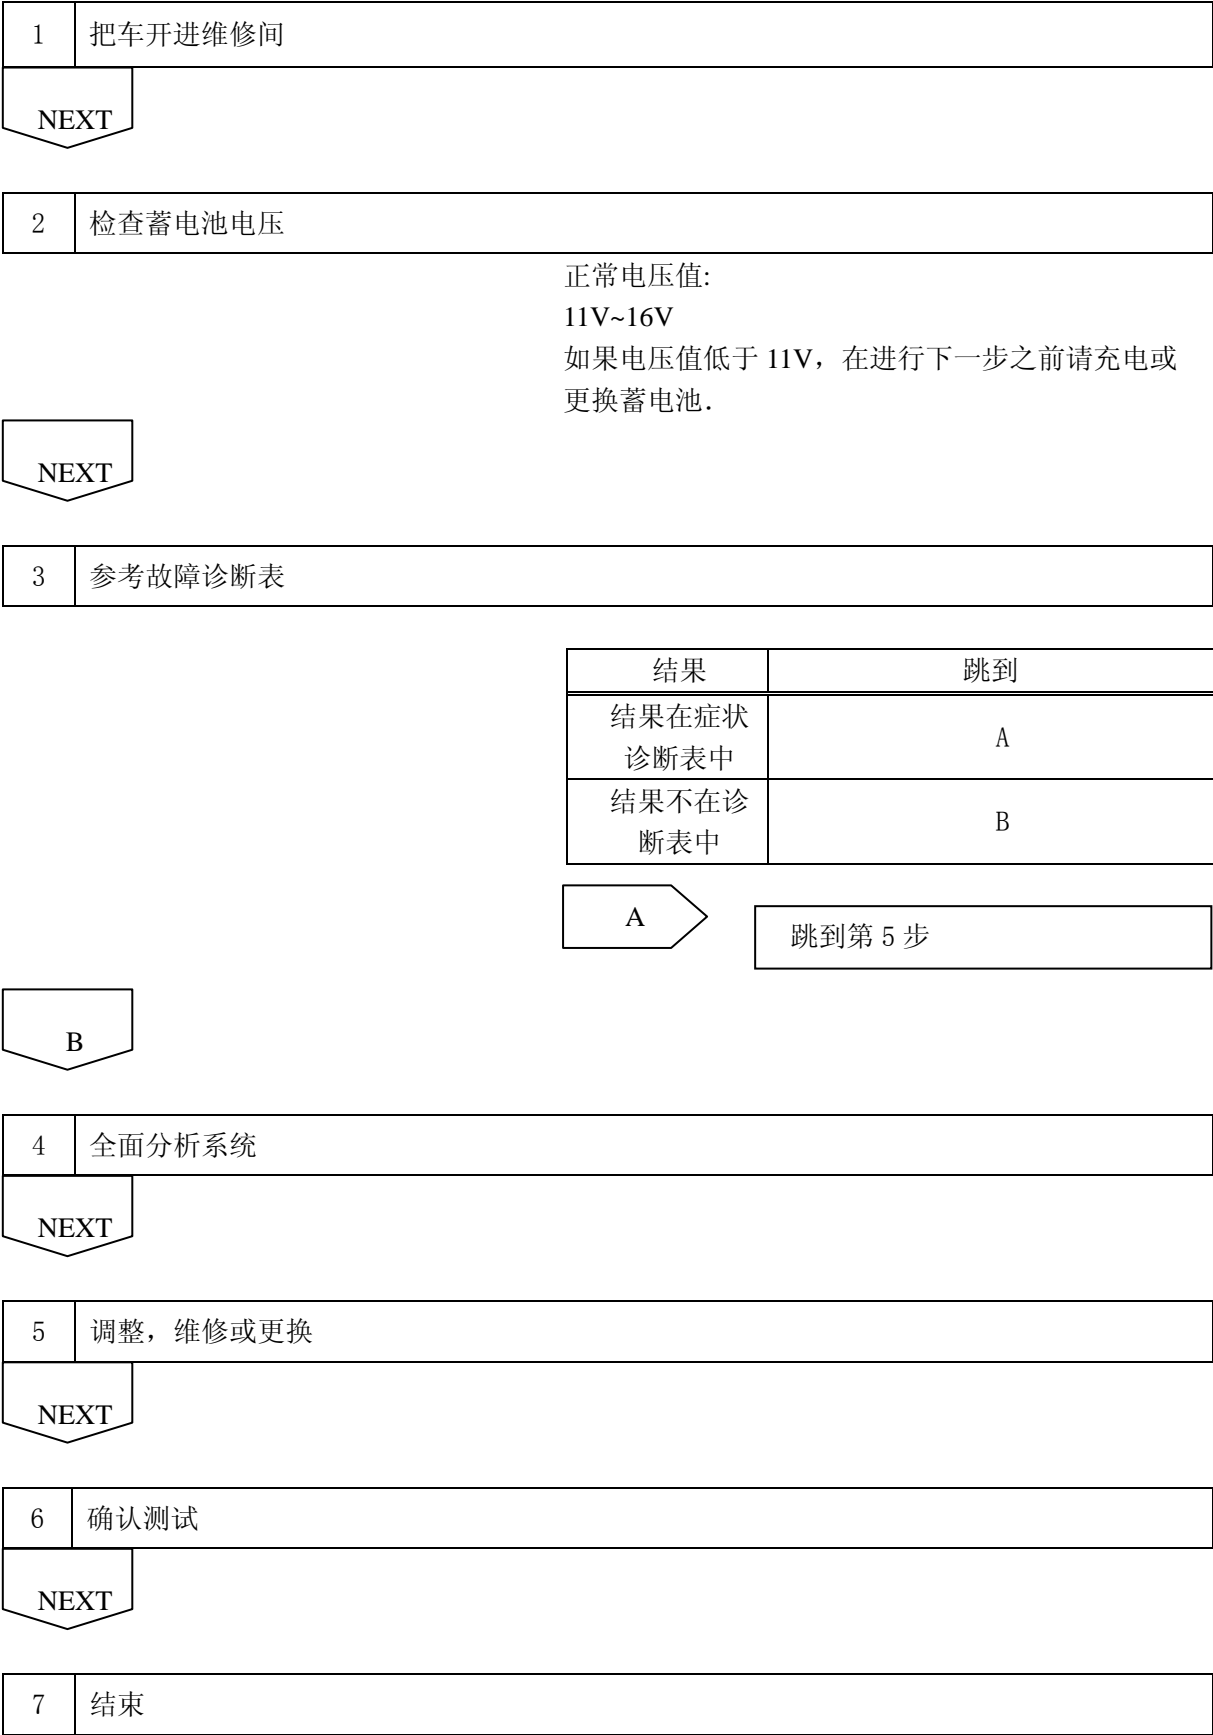 1 把车开进维修间
NEXT
2 检查蓄电池电压
正常电压值:
11V~16V
如果电压值低于 11V，在进行下一步之前请充电或
更换蓄电池．
NEXT
3 参考故障诊断表
结果 跳到
结果在症状
诊断表中
A
结果不在诊
断表中
B
A
跳到第 5 步
B
4 全面分析系统
NEXT
5 调整，维修或更换
NEXT
6 确认测试
NEXT
7 结束